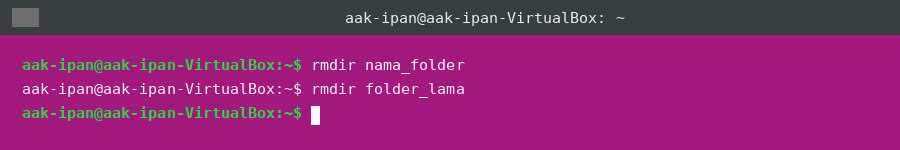 aak-ipan@aak-ipan-VirtualBox: ~
aak-ipan@aak-ipan-VirtualBox:~$ rmdir nama_folder
aak-ipan@aak-ipan-VirtualBox:~$ rmdir folder_lama
aak-ipan@aak-ipan-VirtualBox:~$